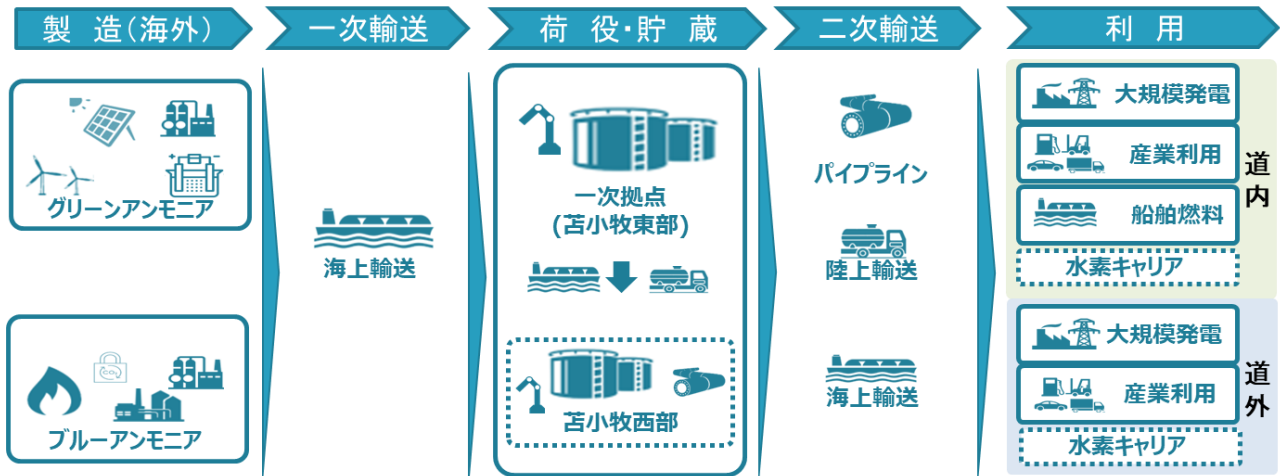 製 造(海外)
一次輸送
荷 役・貯 蔵
二次輸送
利 用
グリーンアンモニア
ブルーアンモニア
海上輸送
一次拠点
(苫小牧東部)
苫小牧西部
パイプライン
陸上輸送
海上輸送
大規模発電
産業利用
船舶燃料
水素キャリア
道内
大規模発電
産業利用
水素キャリア
道外